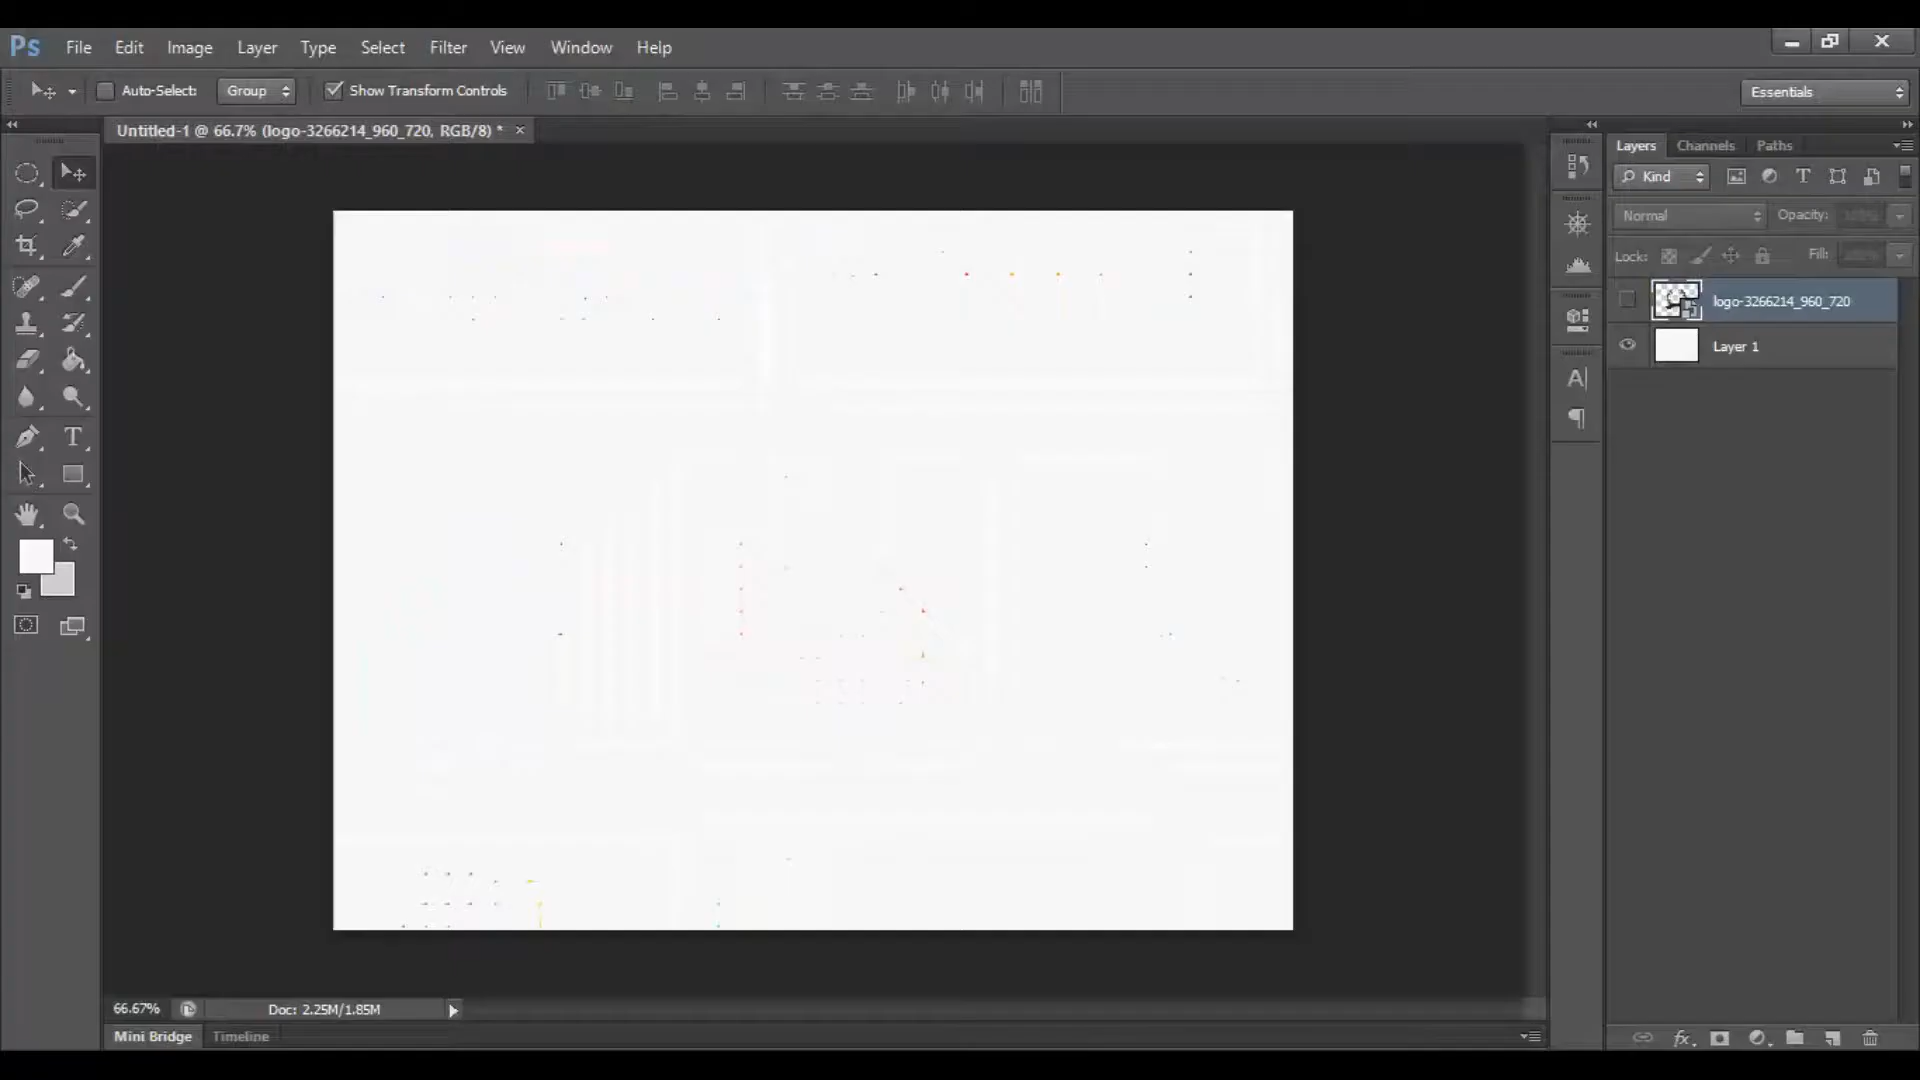 Ps File Edit Image Layer Type Select Filter View Window Help
Auto-Select: Group Show Transform Controls Essentials
Untitled-1 @ 66.7% (logo-3266214_960_720, RGB/8) *
Layers Channels Paths
Kind
Normal Opacity:
Lock: Fill:
logo-3266214_960_720
Layer 1
66.67% Doc: 2.25M/1.85M
Mini Bridge Timeline